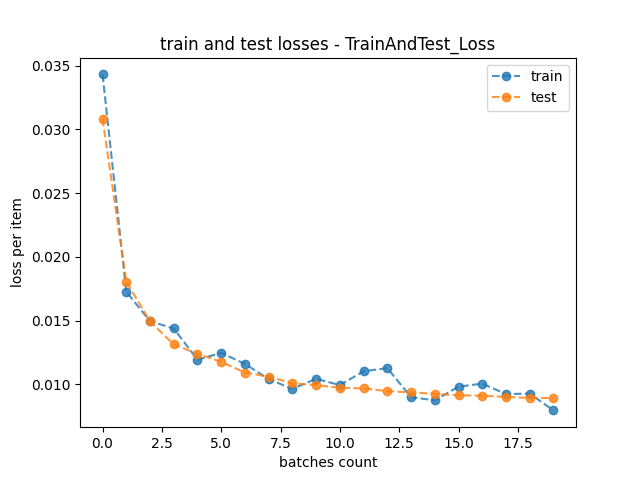 train and test losses - TrainAndTest_Loss
train
test
0.035
0.030
0.025
0.020
0.015
0.010
loss per item
0.0 2.5 5.0 7.5 10.0 12.5 15.0 17.5
batches count